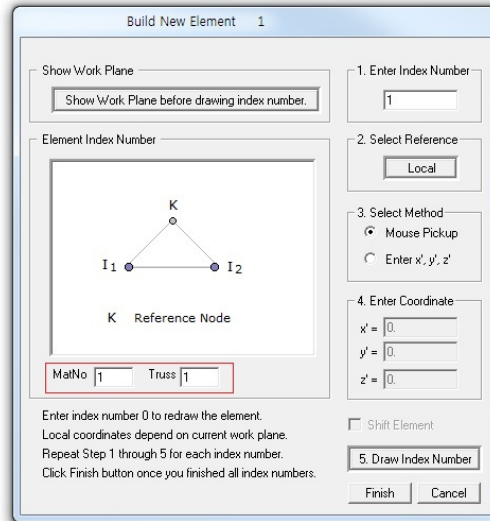 Build New Element 1
Show Work Plane
Show Work Plane before drawing index number.
Element Index Number
K
I1
I2
K Reference Node
MatNo 1 Truss 1
Enter index number 0 to redraw the element.
Local coordinates depend on current work plane.
Repeat Step 1 through 5 for each index number.
Click Finish button once you finished all index numbers.
1. Enter Index Number
1
2. Select Reference
Local
3. Select Method
Mouse Pickup
Enter x', y', z'
4. Enter Coordinate
x' = 0.
y' = 0.
z' = 0.
Shift Element
5. Draw Index Number
Finish Cancel